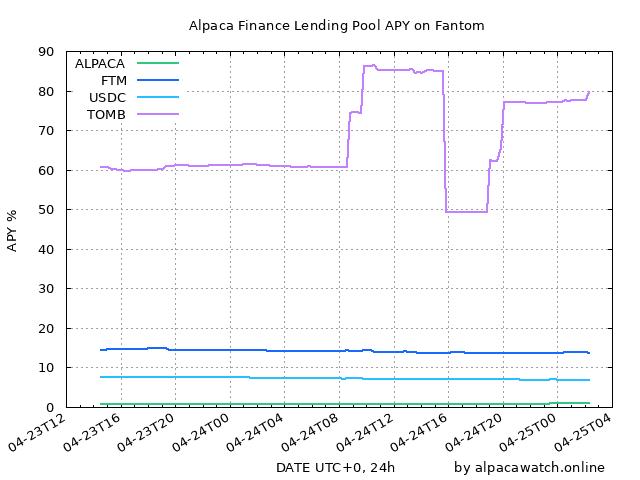 Alpaca Finance Lending Pool APY on Fantom
90
80
70
60
50
40
30
20
10
0
APY %
ALPACA
FTM
USDC
TOMB
04-23T12
04-23T16
04-23T20
04-24T00
04-24T04
04-24T08
04-24T12
04-24T16
04-24T20
04-25T00
04-25T04
DATE UTC+0, 24h
by alpacawatch.online